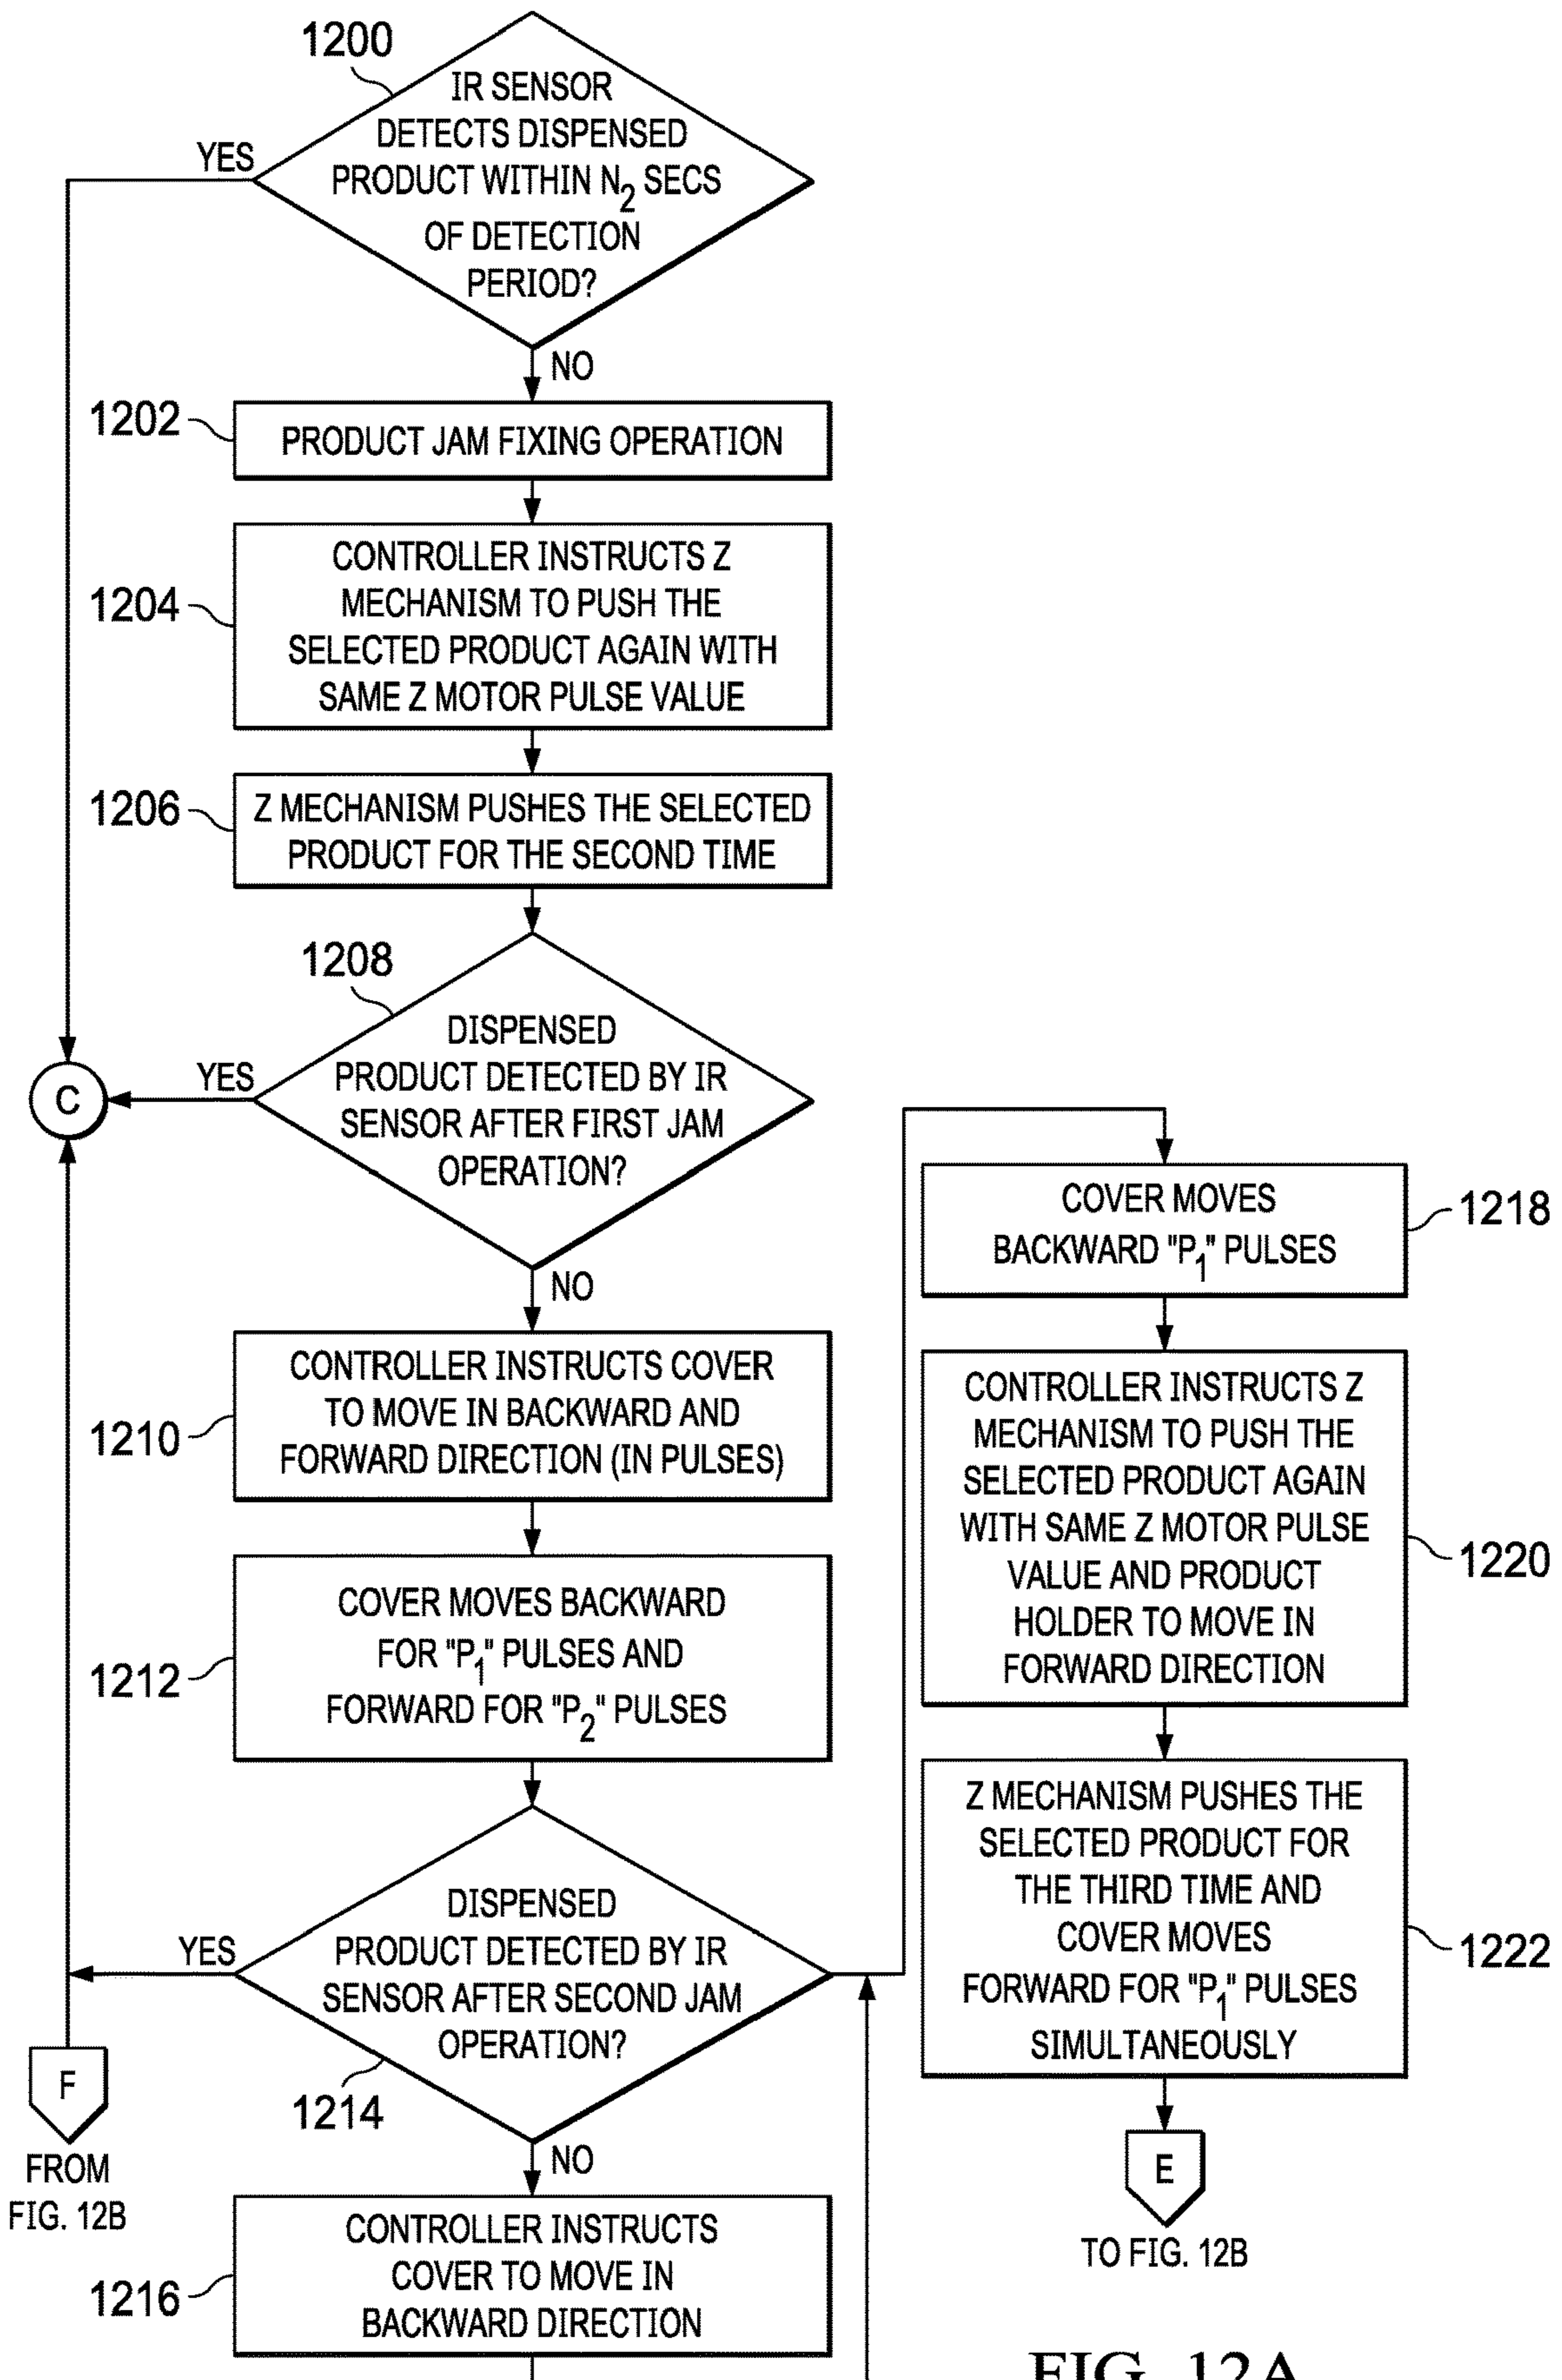 1200
IR SENSOR
DETECTS DISPENSED
PRODUCT WITHIN N2 SECS
OF DETECTION
PERIOD?
YES
NO
1202
PRODUCT JAM FIXING OPERATION
1204
CONTROLLER INSTRUCTS Z
MECHANISM TO PUSH THE
SELECTED PRODUCT AGAIN WITH
SAME Z MOTOR PULSE VALUE
1206
Z MECHANISM PUSHES THE SELECTED
PRODUCT FOR THE SECOND TIME
1208
DISPENSED
PRODUCT DETECTED BY IR
SENSOR AFTER FIRST JAM
OPERATION?
YES
C
NO
1210
CONTROLLER INSTRUCTS COVER
TO MOVE IN BACKWARD AND
FORWARD DIRECTION (IN PULSES)
1212
COVER MOVES BACKWARD
FOR "P1" PULSES AND
FORWARD FOR "P2" PULSES
DISPENSED
PRODUCT DETECTED BY IR
SENSOR AFTER SECOND JAM
OPERATION?
1214
YES
F
FROM
FIG. 12B
NO
1216
CONTROLLER INSTRUCTS
COVER TO MOVE IN
BACKWARD DIRECTION
COVER MOVES
BACKWARD "P1" PULSES
1218
CONTROLLER INSTRUCTS Z
MECHANISM TO PUSH THE
SELECTED PRODUCT AGAIN
WITH SAME Z MOTOR PULSE
VALUE AND PRODUCT
HOLDER TO MOVE IN
FORWARD DIRECTION
1220
Z MECHANISM PUSHES THE
SELECTED PRODUCT FOR
THE THIRD TIME AND
COVER MOVES
FORWARD FOR "P1" PULSES
SIMULTANEOUSLY
1222
E
TO FIG. 12B
FIG. 12A